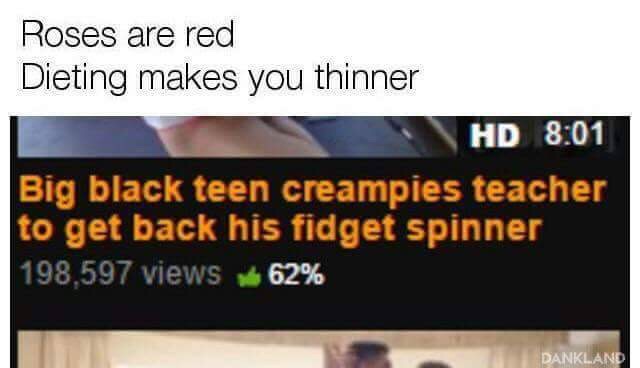 Roses are red
Dieting makes you thinner
HD 8:01
Big black teen creampies teacher
to get back his fidget spinner
198,597 views 62%
DANKLAND